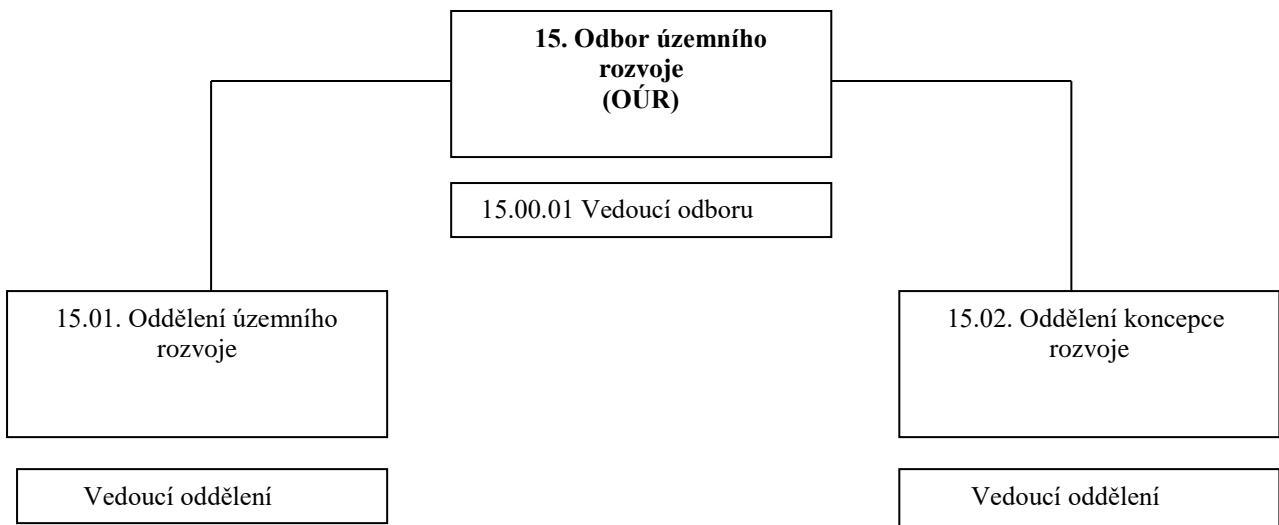 15. Odbor územního
rozvoje
(OÚR)
15.00.01 Vedoucí odboru
15.01. Oddělení územního
rozvoje
15.02. Oddělení koncepce
rozvoje
Vedoucí oddělení
Vedoucí oddělení